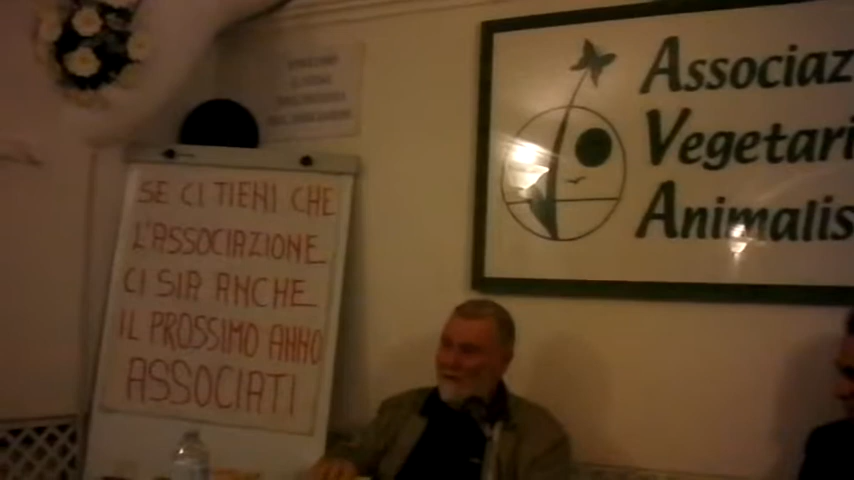 SE CI TIENI CHE
L'ASSOCIAZIONE
CI SIA ANCHE
IL PROSSIMO ANNO
ASSOCIATI
Associaz
Vegetari
Animalis